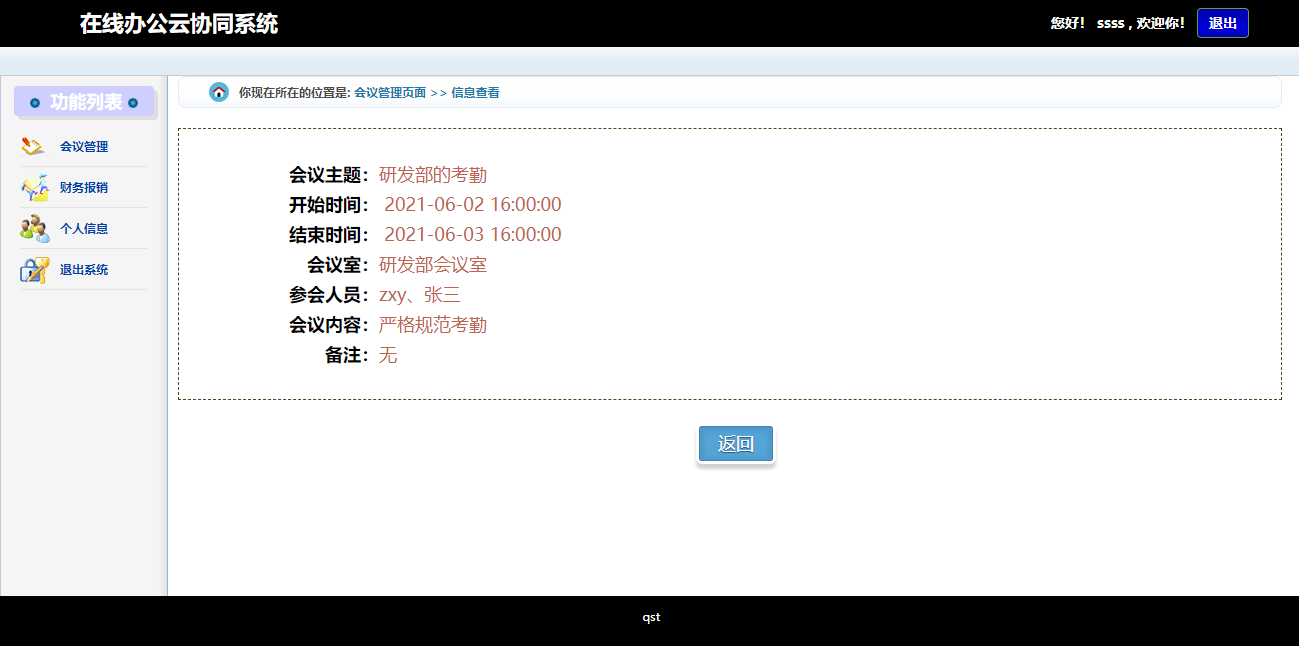 在线办公云协同系统
您好! ssss , 欢迎你! 退出
功能列表
会议管理
财务报销
个人信息
退出系统
你现在所在的位置是: 会议管理页面 >> 信息查看
会议主题：研发部的考勤
开始时间： 2021-06-02 16:00:00
结束时间： 2021-06-03 16:00:00
会议室：研发部会议室
参会人员：zxy、张三
会议内容：严格规范考勤
备注：无
返回
qst